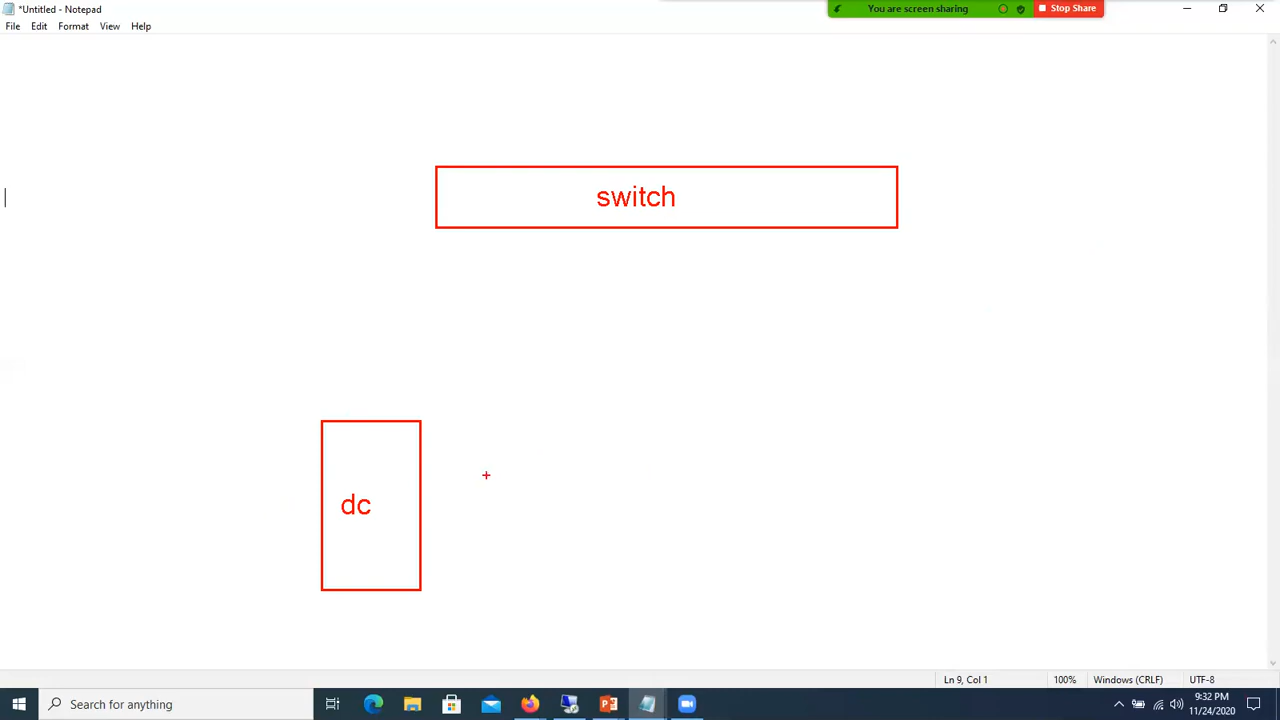 *Untitled - Notepad
You are screen sharing
Stop Share
File Edit Format View Help
switch
dc
Ln 9, Col 1
100%
Windows (CRLF)
UTF-8
Search for anything
9:32 PM
11/24/2020